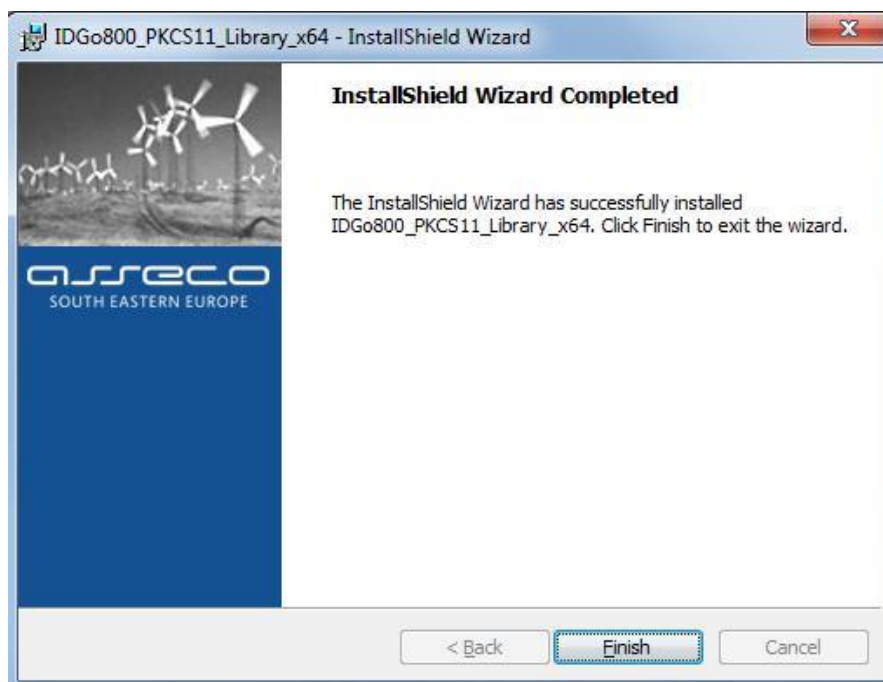 IDGo800_PKCS11_Library_x64 - InstallShield Wizard
InstallShield Wizard Completed
The InstallShield Wizard has successfully installed
IDGo800_PKCS11_Library_x64. Click Finish to exit the wizard.
asseco
SOUTH EASTERN EUROPE
< Back
Finish
Cancel